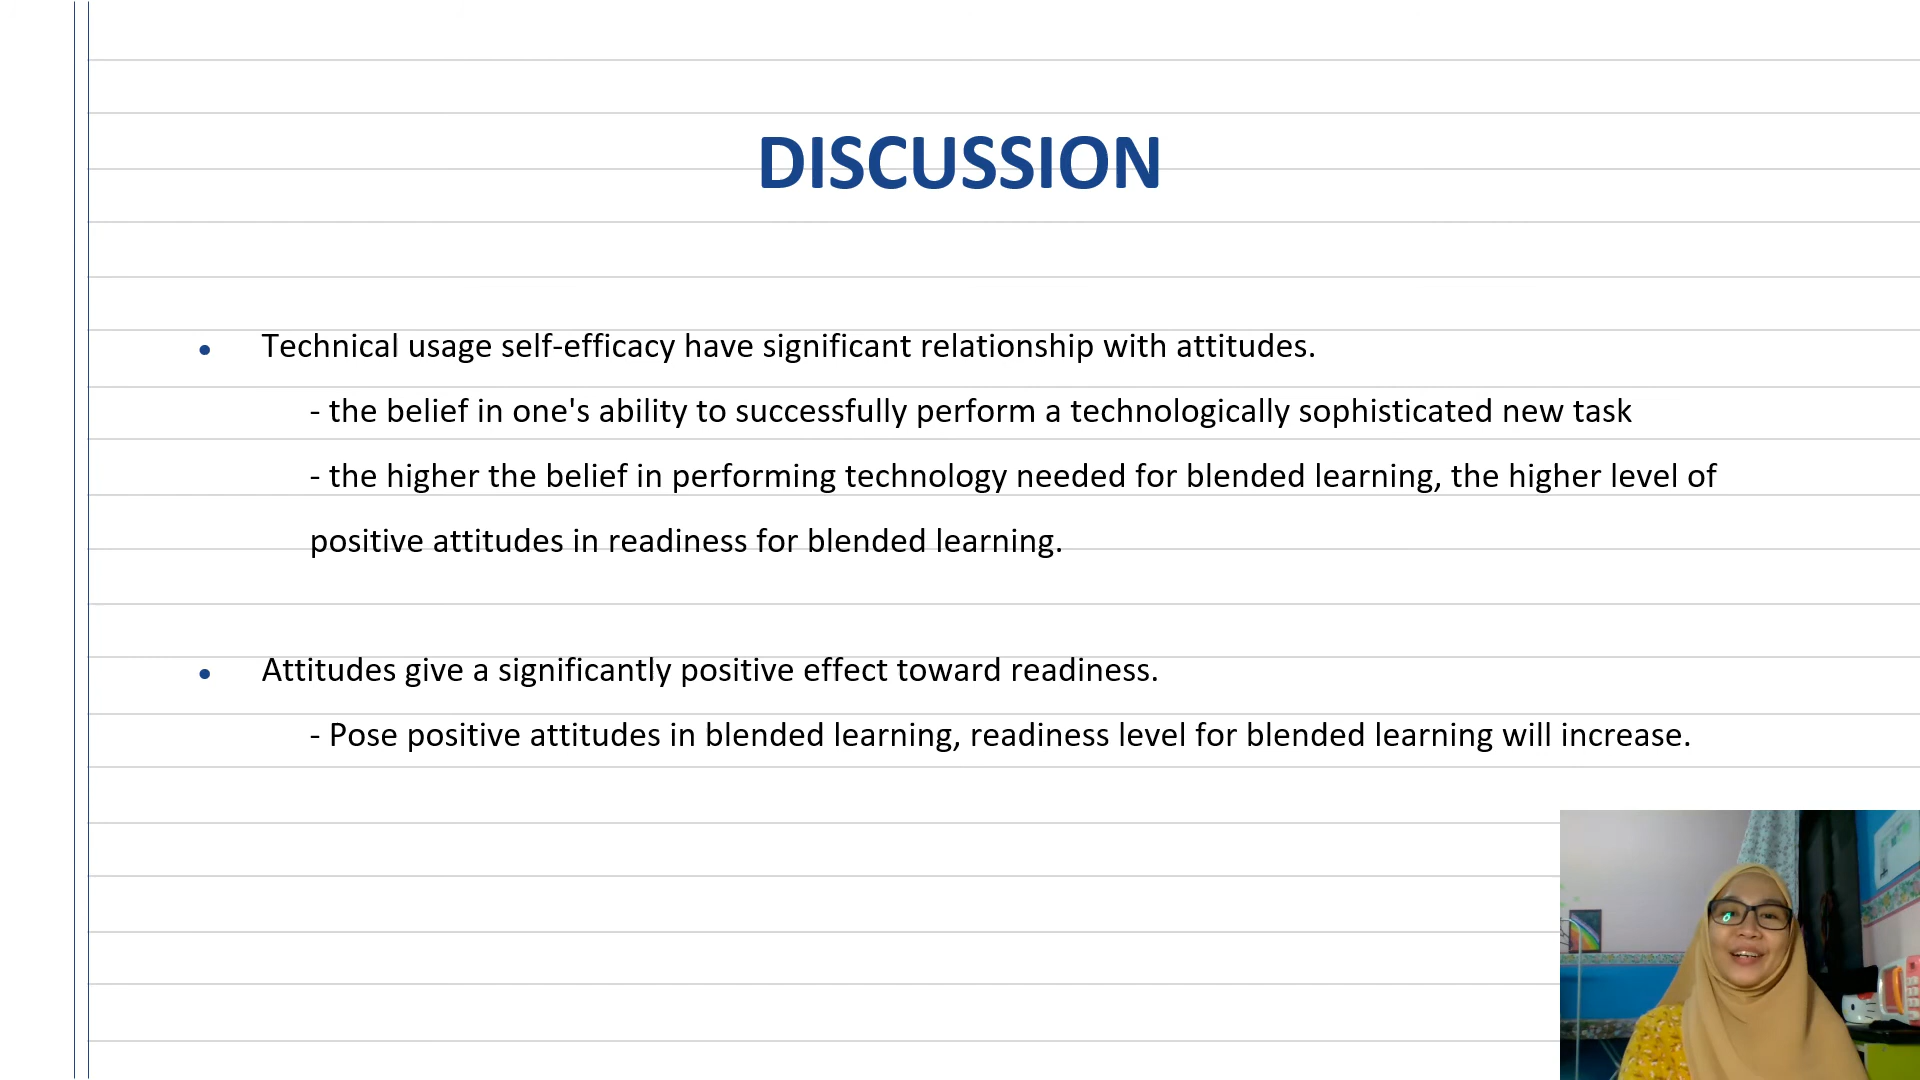 DISCUSSION
• Technical usage self-efficacy have significant relationship with attitudes.
- the belief in one's ability to successfully perform a technologically sophisticated new task
- the higher the belief in performing technology needed for blended learning, the higher level of
positive attitudes in readiness for blended learning.
• Attitudes give a significantly positive effect toward readiness.
- Pose positive attitudes in blended learning, readiness level for blended learning will increase.